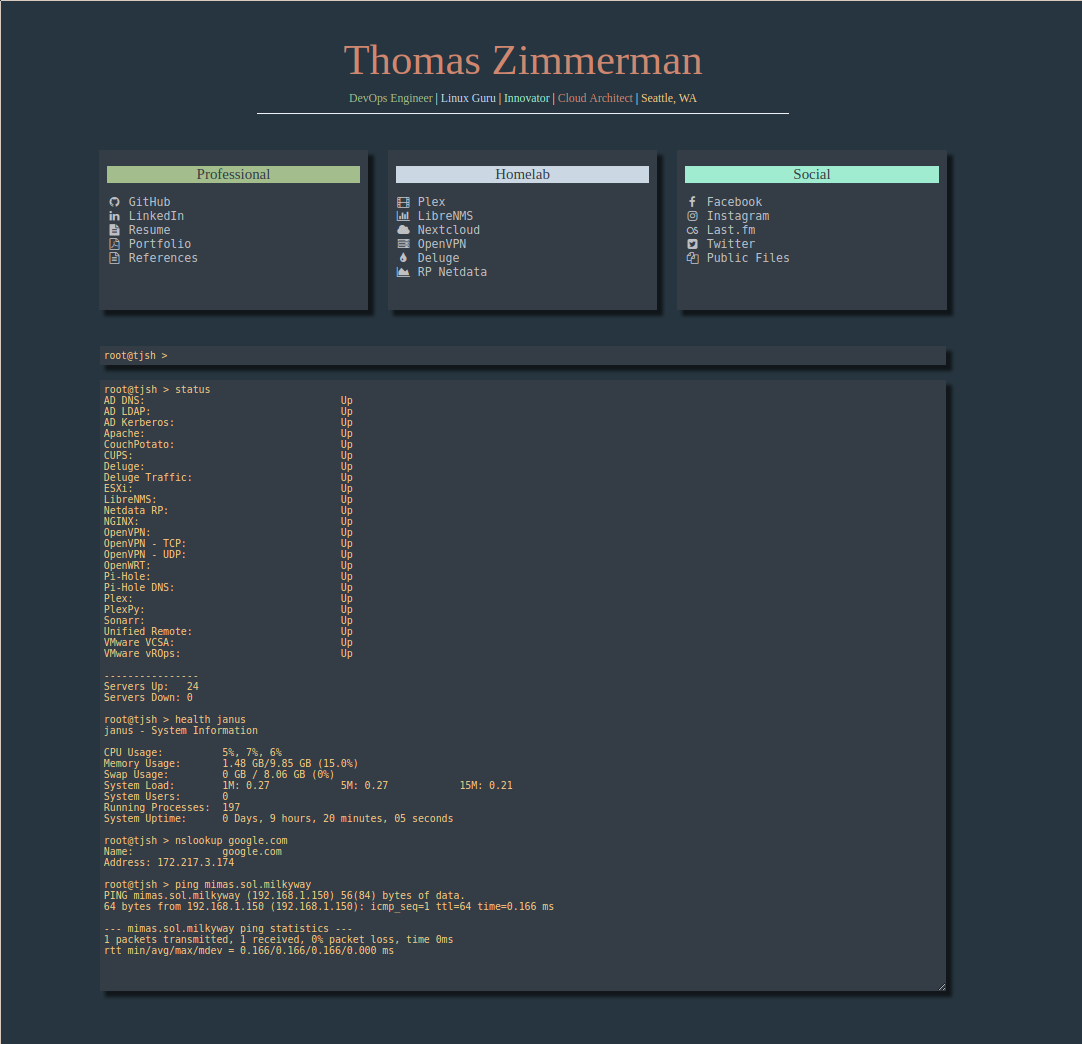 Thomas Zimmerman
DevOps Engineer | Linux Guru | Innovator | Cloud Architect | Seattle, WA
Professional
GitHub
LinkedIn
Resume
Portfolio
References
Homelab
Plex
LibreNMS
Nextcloud
OpenVPN
Deluge
RP Netdata
Social
Facebook
Instagram
Last.fm
Twitter
Public Files
root@tjsh >
root@tjsh > status
AD DNS: Up
AD LDAP: Up
AD Kerberos: Up
Apache: Up
CouchPotato: Up
CUPS: Up
Deluge: Up
Deluge Traffic: Up
ESXi: Up
LibreNMS: Up
Netdata RP: Up
NGINX: Up
OpenVPN: Up
OpenVPN - TCP: Up
OpenVPN - UDP: Up
OpenWRT: Up
Pi-Hole: Up
Pi-Hole DNS: Up
Plex: Up
PlexPy: Up
Sonarr: Up
Unified Remote: Up
VMware VCSA: Up
VMware vROps: Up
----------------
Servers Up: 24
Servers Down: 0
root@tjsh > health janus
janus - System Information
CPU Usage: 5%, 7%, 6%
Memory Usage: 1.48 GB/9.85 GB (15.0%)
Swap Usage: 0 GB / 8.06 GB (0%)
System Load: 1M: 0.27 5M: 0.27 15M: 0.21
System Users: 0
Running Processes: 197
System Uptime: 0 Days, 9 hours, 20 minutes, 05 seconds
root@tjsh > nslookup google.com
Name: google.com
Address: 172.217.3.174
root@tjsh > ping mimas.sol.milkyway
PING mimas.sol.milkyway (192.168.1.150) 56(84) bytes of data.
64 bytes from 192.168.1.150 (192.168.1.150): icmp_seq=1 ttl=64 time=0.166 ms
--- mimas.sol.milkyway ping statistics ---
1 packets transmitted, 1 received, 0% packet loss, time 0ms
rtt min/avg/max/mdev = 0.166/0.166/0.166/0.000 ms